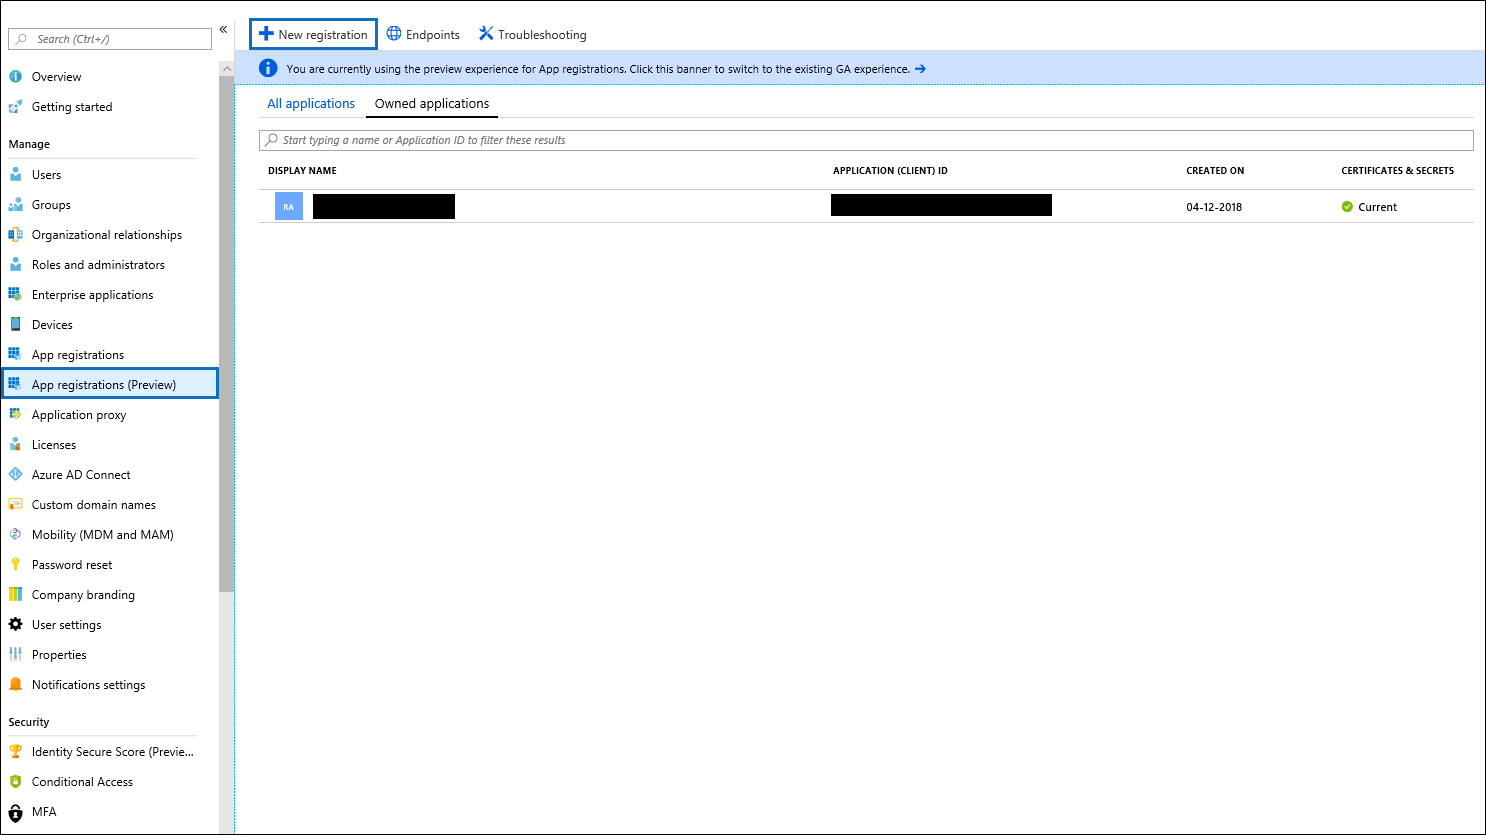 Search (Ctrl+/)
«
Overview
Getting started
Manage
Users
Groups
Organizational relationships
Roles and administrators
Enterprise applications
Devices
App registrations
App registrations (Preview)
Application proxy
Licenses
Azure AD Connect
Custom domain names
Mobility (MDM and MAM)
Password reset
Company branding
User settings
Properties
Notifications settings
Security
Identity Secure Score (Previe...
Conditional Access
MFA
New registration Endpoints Troubleshooting
You are currently using the preview experience for App registrations. Click this banner to switch to the existing GA experience. →
All applications Owned applications
Start typing a name or Application ID to filter these results
DISPLAY NAME APPLICATION (CLIENT) ID CREATED ON CERTIFICATES & SECRETS
RA 04-12-2018 Current